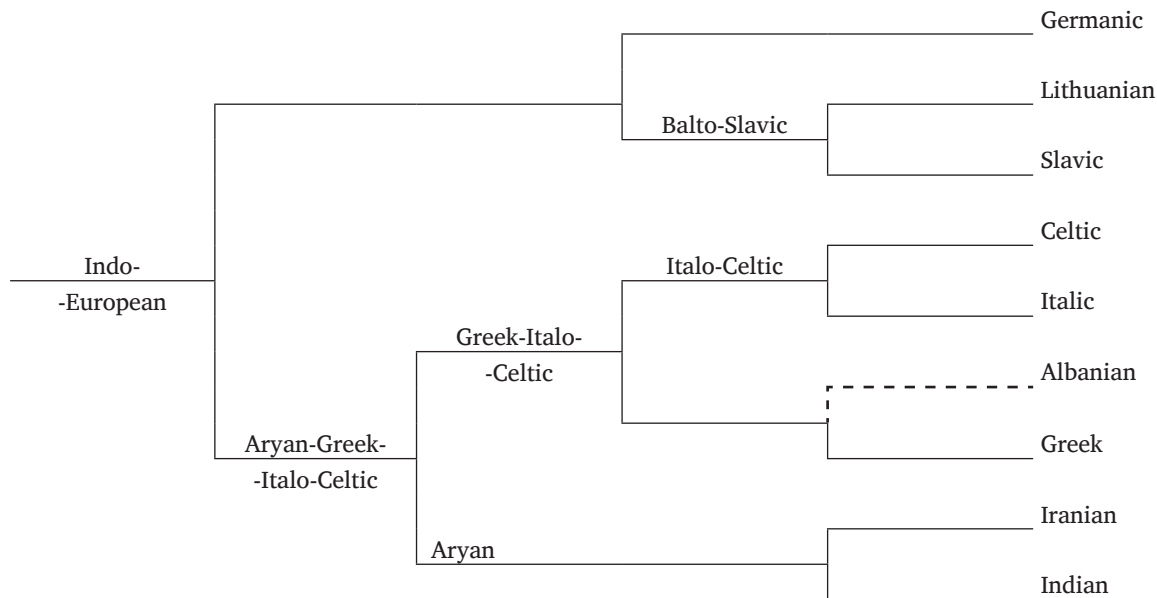 Germanic
Lithuanian
Balto-Slavic
Slavic
Celtic
Indo-
-European
Italo-Celtic
Italic
Greek-Italo-
-Celtic
Albanian
Aryan-Greek-
-Italo-Celtic
Greek
Iranian
Aryan
Indian